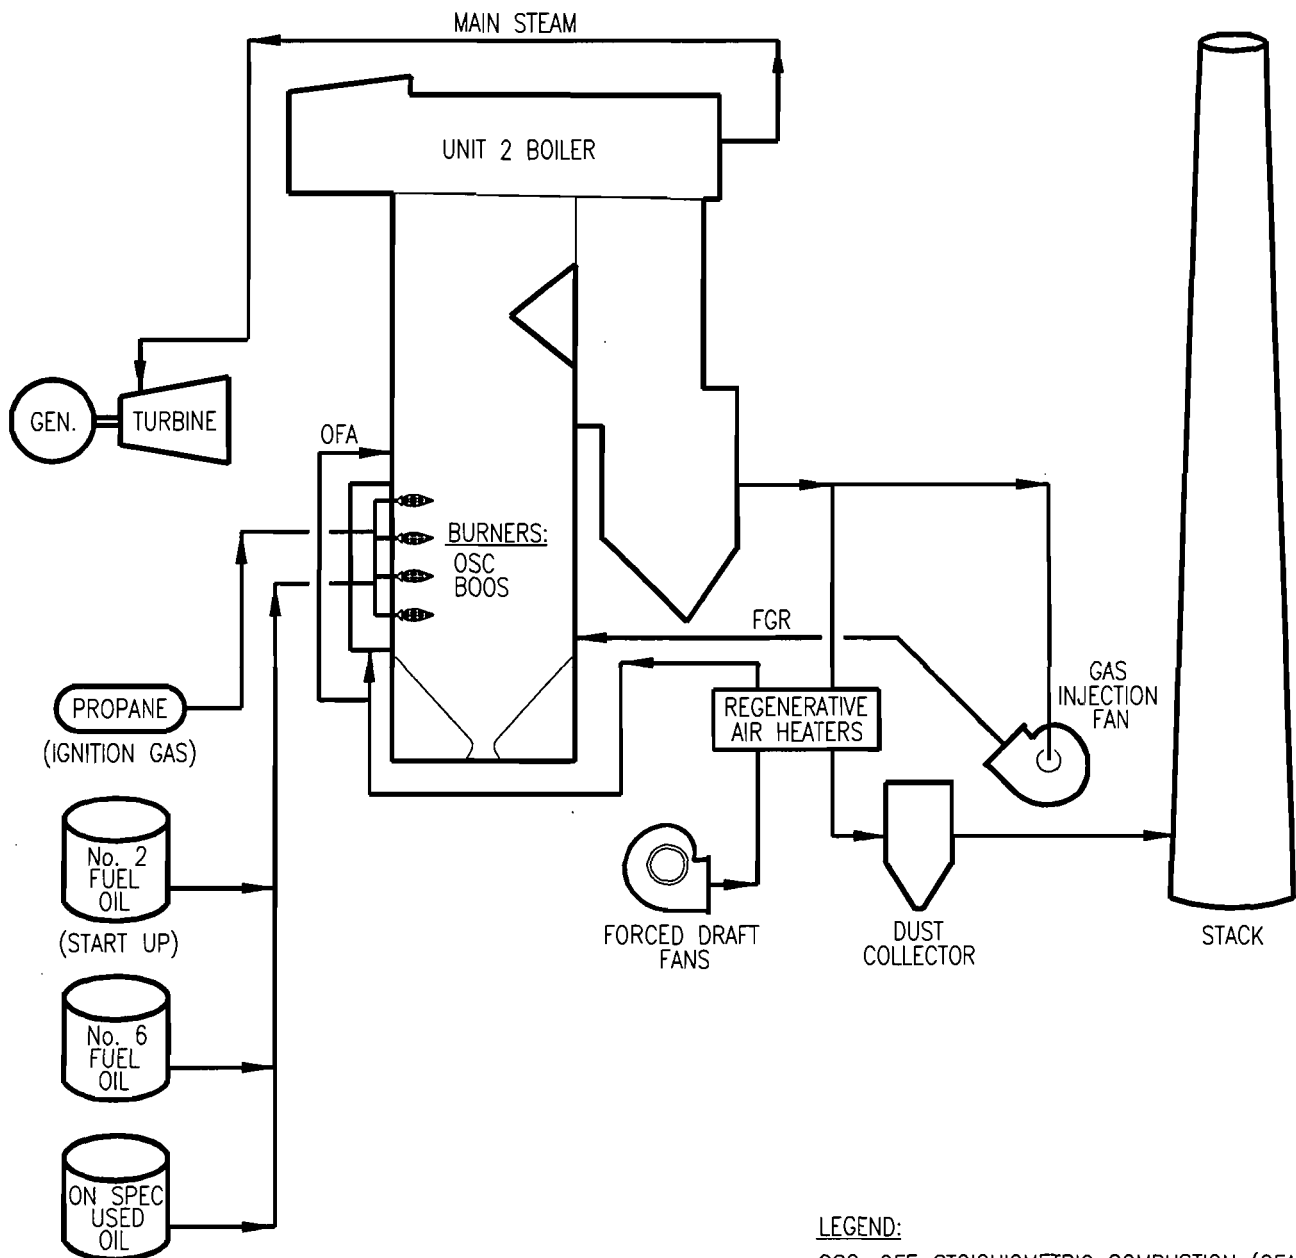 MAIN STEAM
UNIT 2 BOILER
GEN.
TURBINE
OFA
BURNERS:
OSC
BOOS
FGR
PROPANE
(IGNITION GAS)
REGENERATIVE
AIR HEATERS
GAS
INJECTION
FAN
No. 2
FUEL
OIL
(START UP)
FORCED DRAFT
FANS
DUST
COLLECTOR
STACK
No. 6
FUEL
OIL
ON SPEC
USED
OIL
LEGEND: